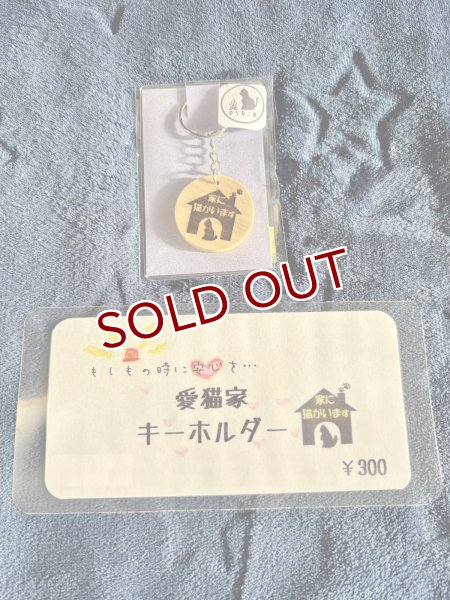 家に
猫がいます
SOLD OUT
もしもの時に安心を…
愛猫家
キーホルダー
家に
猫がいます
¥300